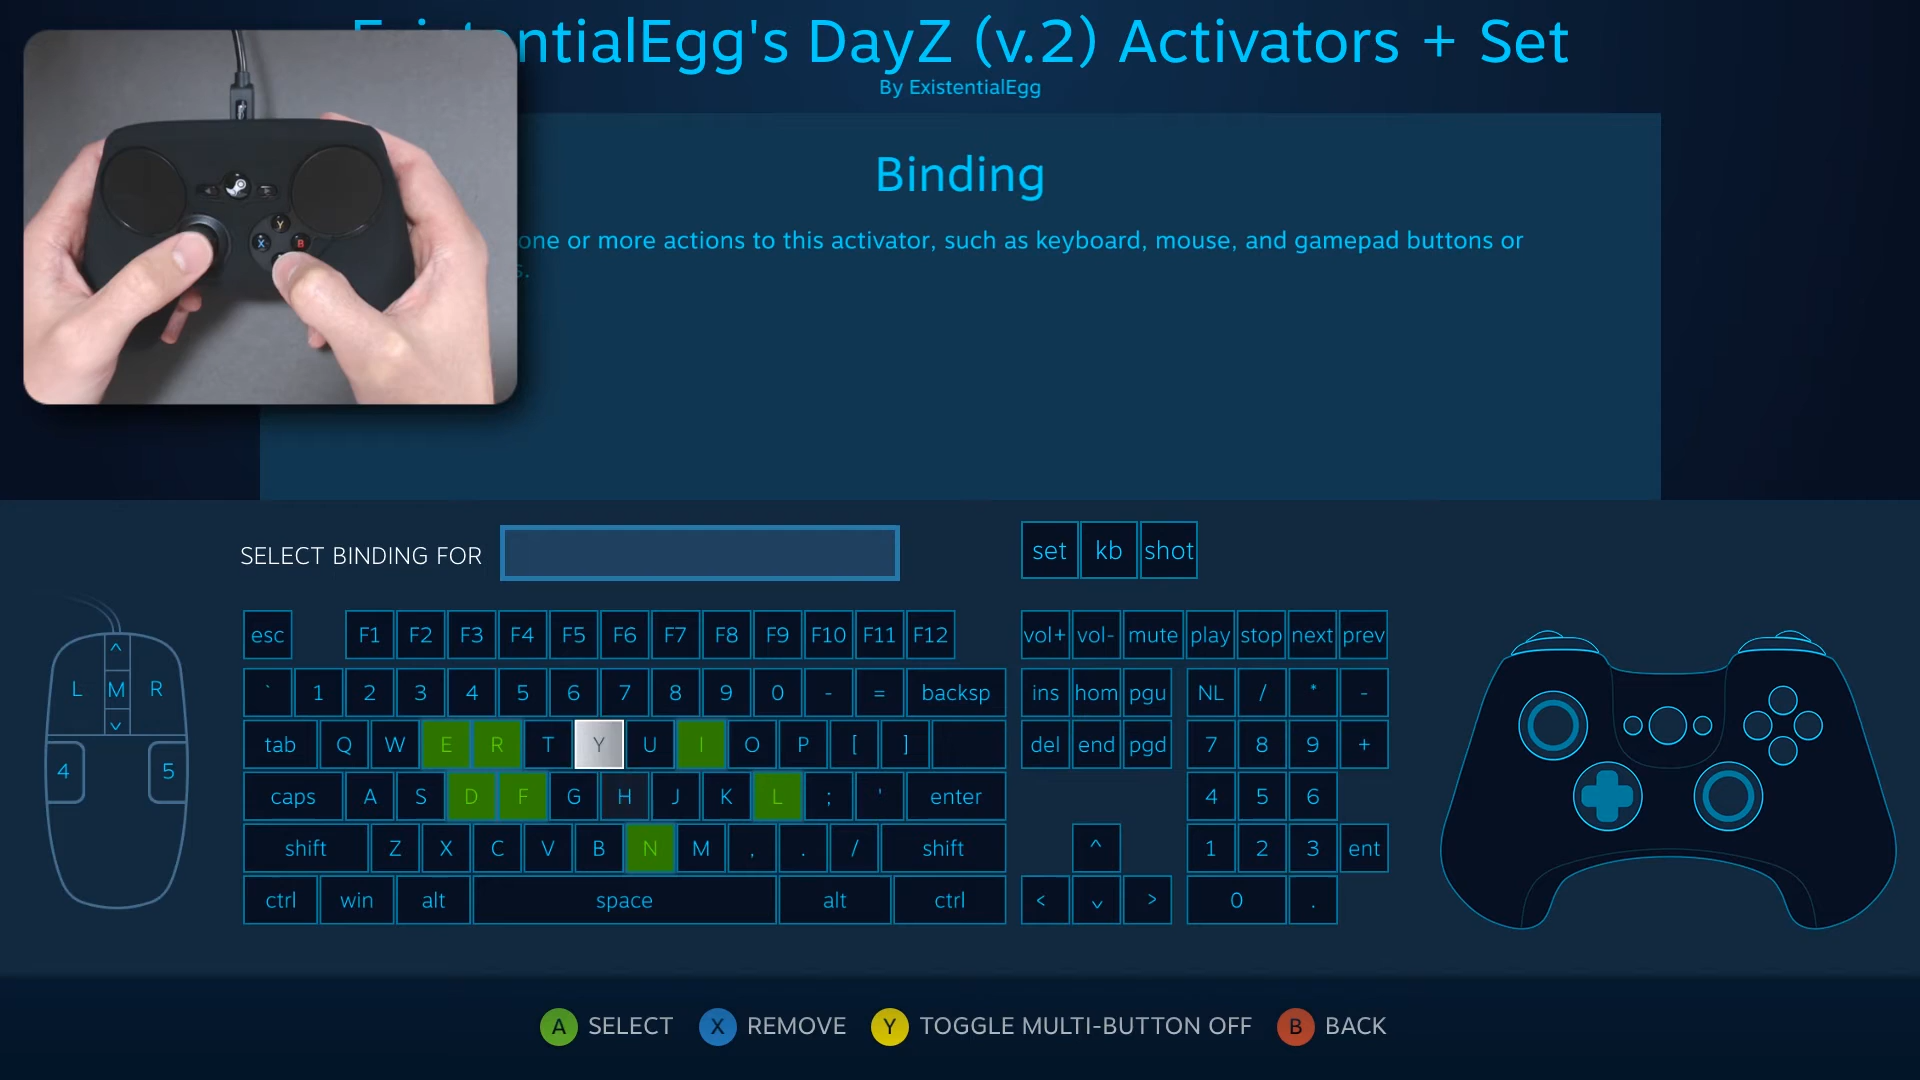 ntialEgg's DayZ (v.2) Activators + Set
By ExistentialEgg
Binding
one or more actions to this activator, such as keyboard, mouse, and gamepad buttons or
s.
Y
X B
SELECT BINDING FOR
set kb shot
esc F1 F2 F3 F4 F5 F6 F7 F8 F9 F10 F11 F12 vol+ vol- mute play stop next prev
^
L M R
v
4 5
` 1 2 3 4 5 6 7 8 9 0 - = backsp ins hom pgu NL / * -
tab Q W E R T Y U I O P [ ] del end pgd 7 8 9 +
caps A S D F G H J K L ; ' enter 4 5 6
shift Z X C V B N M , . / shift ^ 1 2 3 ent
ctrl win alt space alt ctrl < v > 0 .
A SELECT X REMOVE Y TOGGLE MULTI-BUTTON OFF B BACK